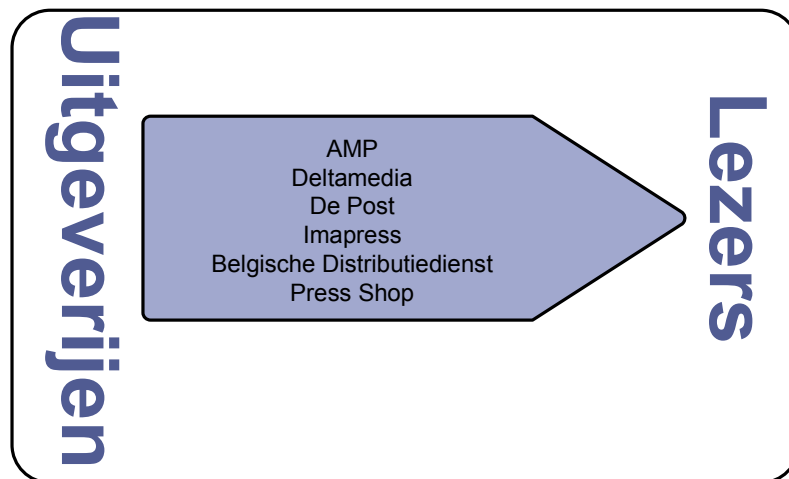 Uitgeverijen
AMP
Deltamedia
De Post
Imapress
Belgische Distributiedienst
Press Shop
Lezers